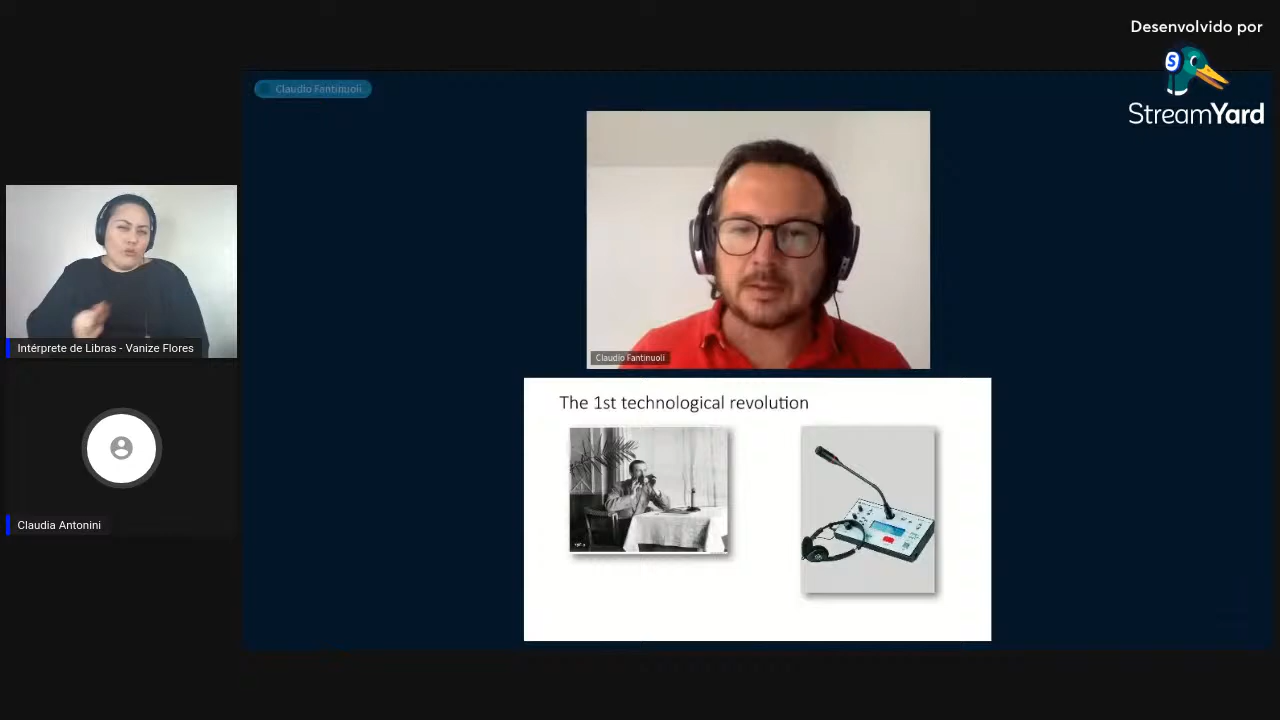 Desenvolvido por
StreamYard
Claudio Fantinuoli
Intérprete de Libras - Vanize Flores
Claudio Fantinuoli
The 1st technological revolution
Claudia Antonini